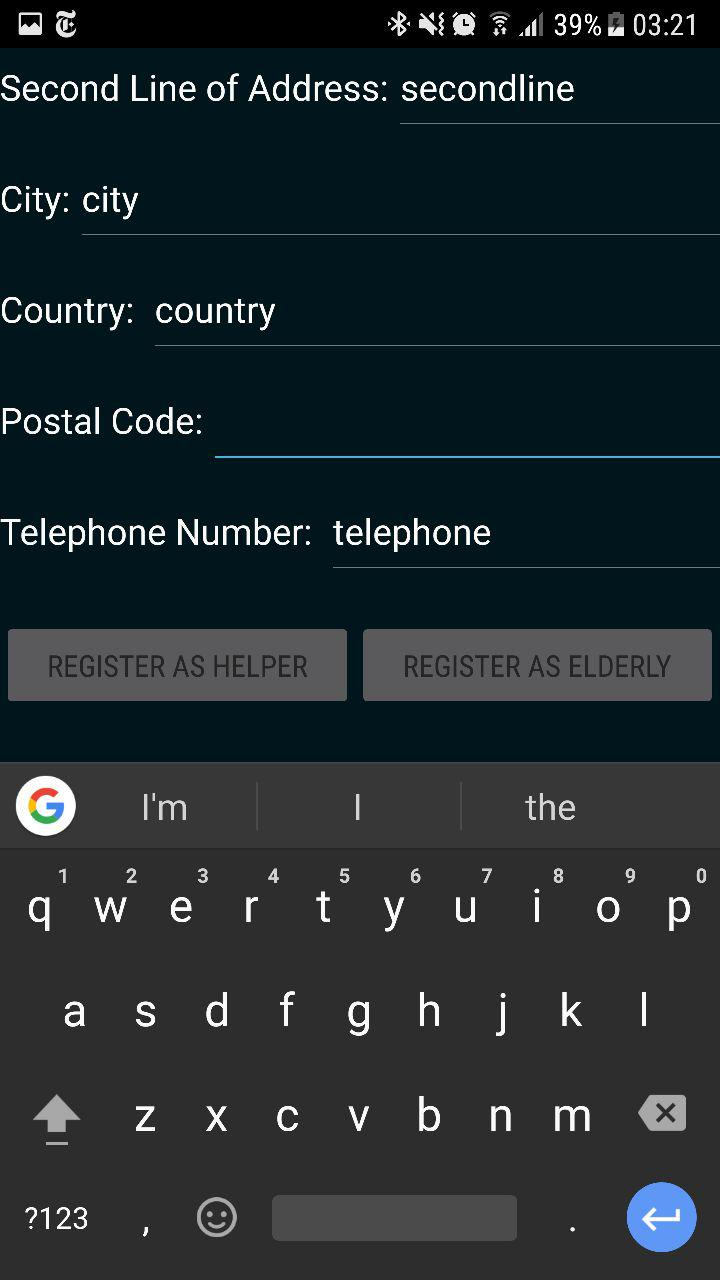 39% 03:21
Second Line of Address: secondline
City: city
Country: country
Postal Code:
Telephone Number: telephone
REGISTER AS HELPER REGISTER AS ELDERLY
G I'm I the
1 2 3 4 5 6 7 8 9 0
q w e r t y u i o p
a s d f g h j k l
z x c v b n m
?123 , .